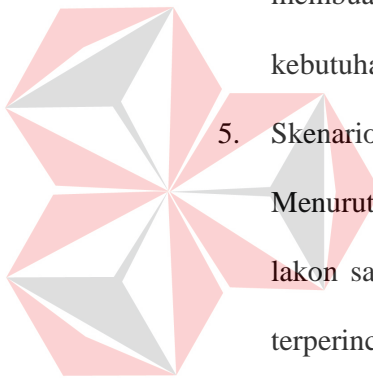 membua
kebutuha
5. Skenario
Menurut
lakon sa
terperinc